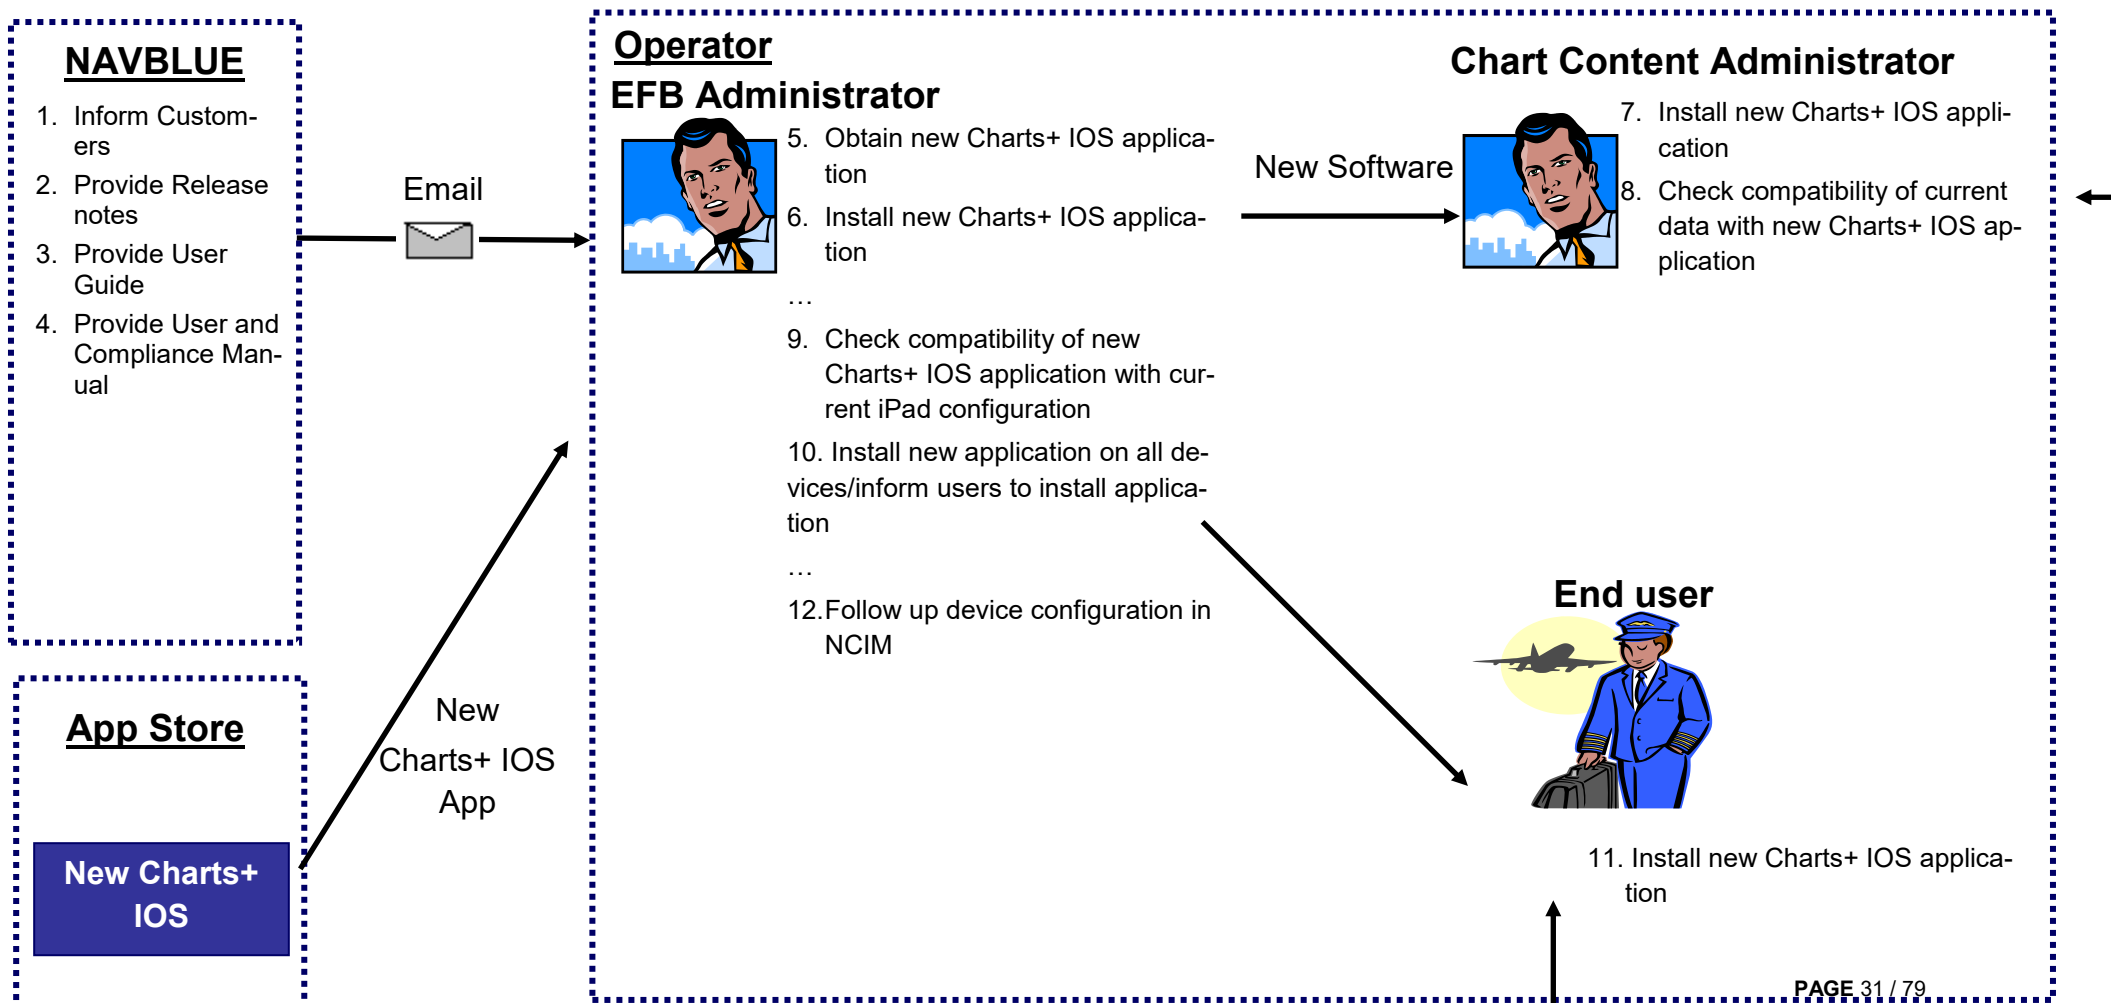 NAVBLUE
1. Inform Custom-
ers
2. Provide Release
notes
3. Provide User
Guide
4. Provide User and
Compliance Man-
ual
Email
Operator
EFB Administrator
5. Obtain new Charts+ IOS applica-
tion
6. Install new Charts+ IOS applica-
tion
…
9. Check compatibility of new
Charts+ IOS application with cur-
rent iPad configuration
10. Install new application on all de-
vices/inform users to install applica-
tion
…
12.Follow up device configuration in
NCIM
New Software
Chart Content Administrator
7. Install new Charts+ IOS appli-
cation
8. Check compatibility of current
data with new Charts+ IOS ap-
plication
End user
11. Install new Charts+ IOS applica-
tion
App Store
New Charts+
IOS
New
Charts+ IOS
App
PAGE 31 / 79